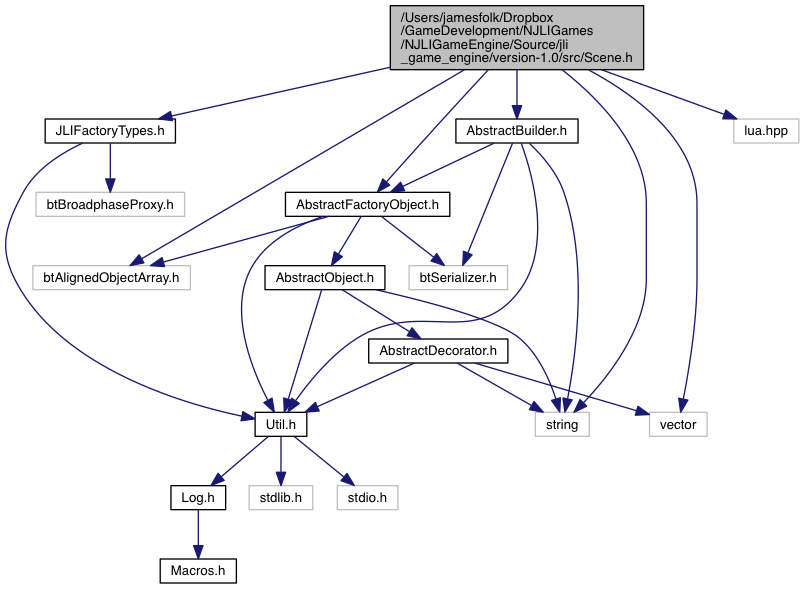 /Users/jamesfolk/Dropbox
/GameDevelopment/NJLIGames
/NJLIGameEngine/Source/jli
_game_engine/version-1.0/src/Scene.h
JLIFactoryTypes.h
AbstractBuilder.h
lua.hpp
btBroadphaseProxy.h
AbstractFactoryObject.h
btAlignedObjectArray.h
AbstractObject.h
btSerializer.h
AbstractDecorator.h
Util.h
string
vector
Log.h
stdlib.h
stdio.h
Macros.h